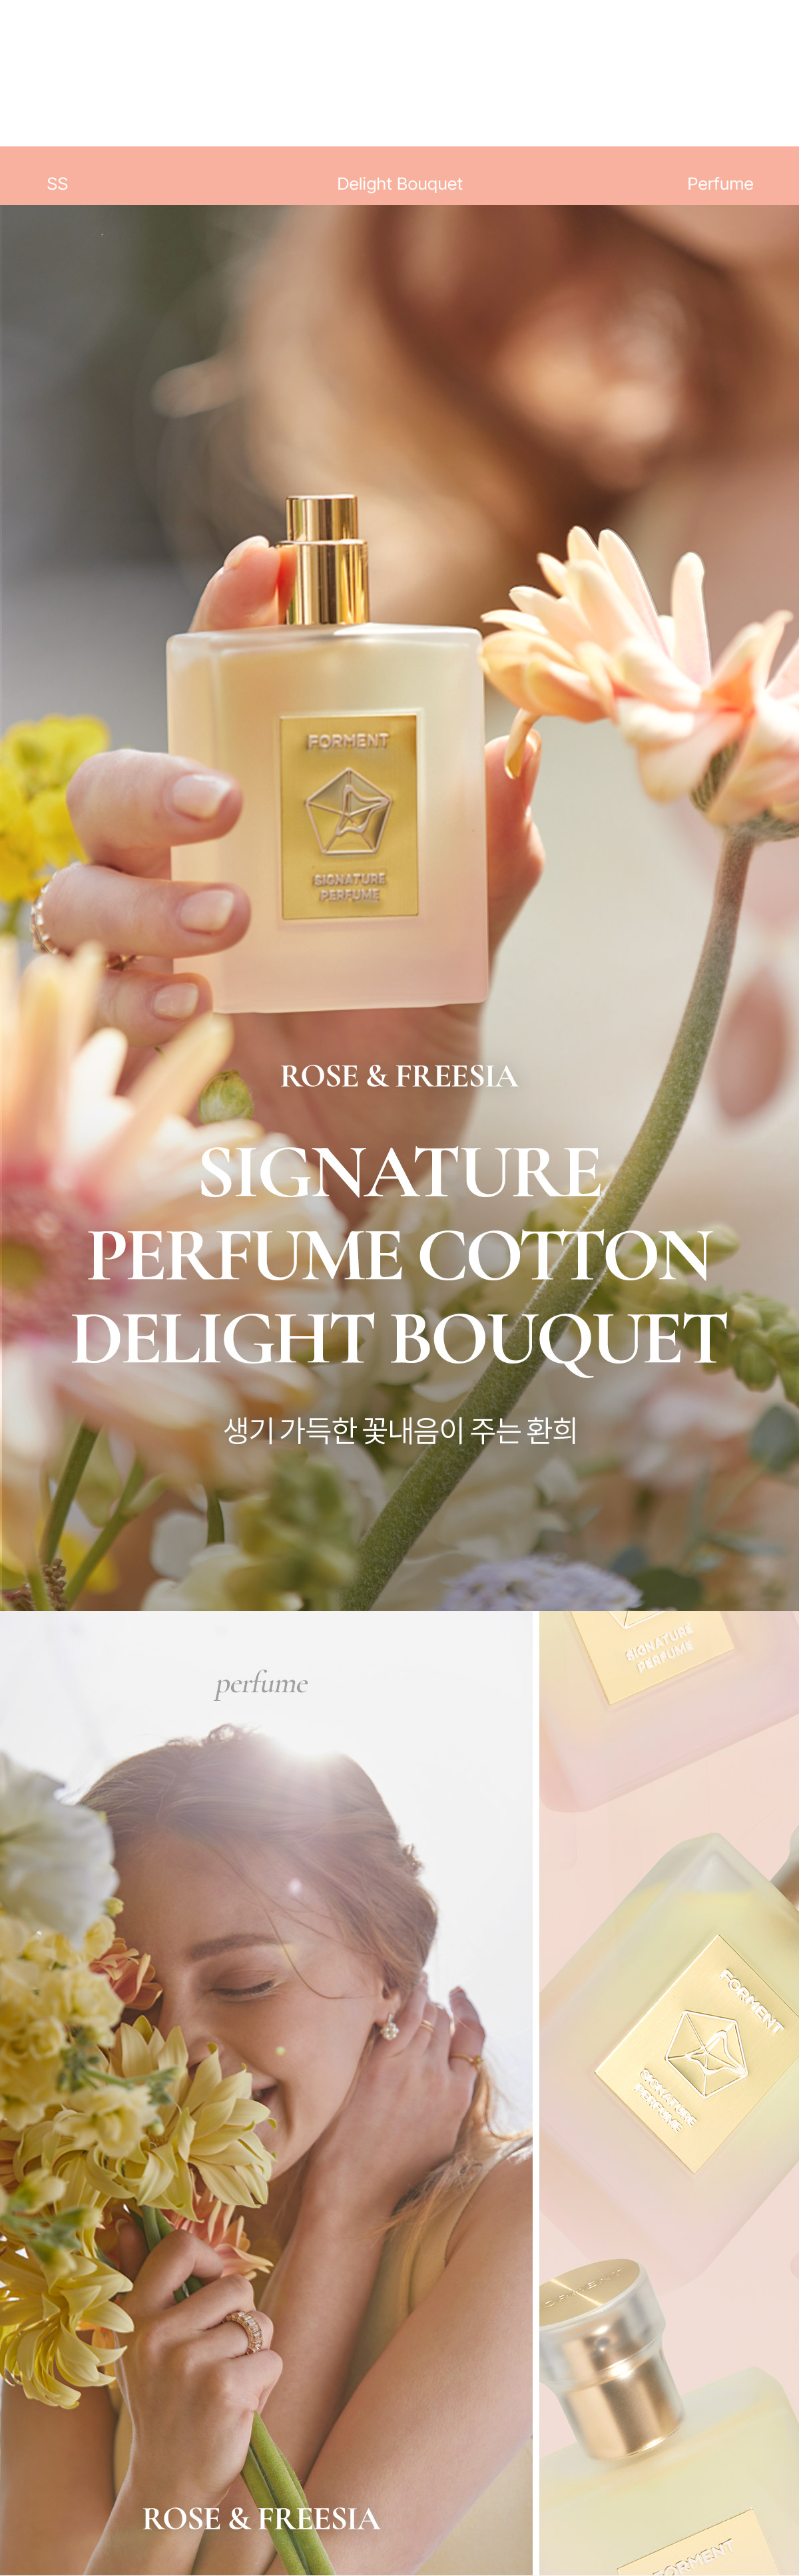 SS
Delight Bouquet
Perfume
FORMENT
SIGNATURE
PERFUME
ROSE & FREESIA
SIGNATURE
PERFUME COTTON
DELIGHT BOUQUET
생기 가득한 꽃내음이 주는 환희
perfume
SIGNATURE
PERFUME
FORMENT
SIGNATURE
PERFUME
FORMENT
ROSE & FREESIA